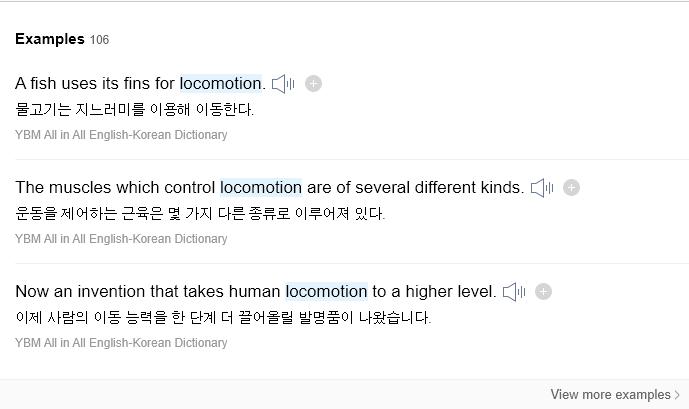 Examples 106
A fish uses its fins for locomotion.
물고기는 지느러미를 이용해 이동한다.
YBM All in All English-Korean Dictionary
The muscles which control locomotion are of several different kinds.
운동을 제어하는 근육은 몇 가지 다른 종류로 이루어져 있다.
YBM All in All English-Korean Dictionary
Now an invention that takes human locomotion to a higher level.
이제 사람의 이동 능력을 한 단계 더 끌어올릴 발명품이 나왔습니다.
YBM All in All English-Korean Dictionary
View more examples